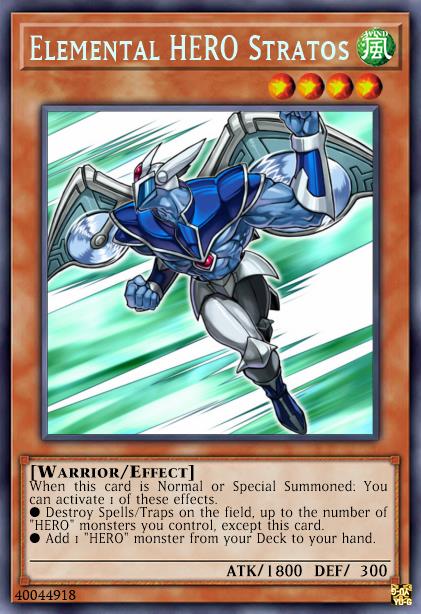 Elemental HERO Stratos
WIND
風
[Warrior/Effect]
When this card is Normal or Special Summoned: You
can activate 1 of these effects.
● Destroy Spells/Traps on the field, up to the number of
"HERO" monsters you control, except this card.
● Add 1 "HERO" monster from your Deck to your hand.
ATK/1800 DEF/ 300
40044918